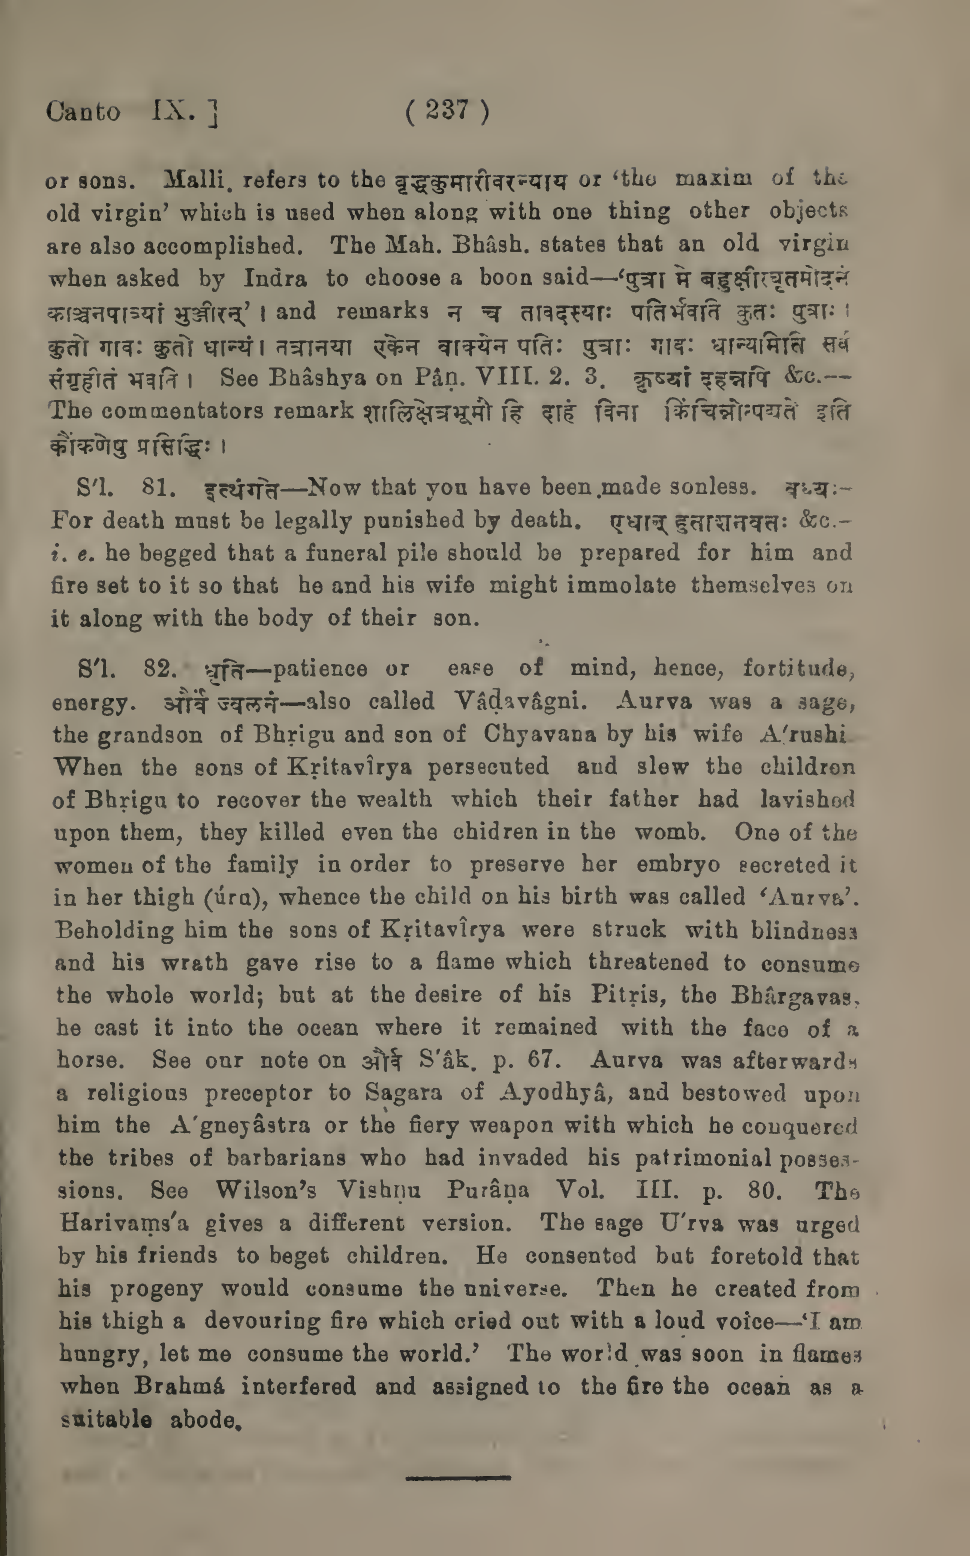 Canto IX. ] ( 237 )
or sons. Malli. refers to the वृद्धकुमारीवरन्याय or ‘the maxim of the
old virgin’ which is used when along with one thing other objects
are also accomplished. The Mah. Bhâsh. states that an old virgin
when asked by Indra to choose a boon said—‘पुत्रा मे बहुक्षीरघृतमोदनं
काञ्चनपात्र्यां भुञ्जीरन्’ । and remarks न च तावदस्याः पतिर्भवति कुतः पुत्राः ।
कुतो गावः कुतो धान्यं। तत्रानया एकेन वाक्येन पतिः पुत्राः गावः धान्यमिति सर्वं
संगृहीतं भवति । See Bhâshya on Pâṇ. VIII. 2. 3. कृष्यां दहन्नपि &c.--
The commentators remark शालिक्षेत्रभूमौ हि दाहं विना किंचिन्नोत्पद्यते इति
कौंकणेषु प्रसिद्धिः ।
S'l. 81. इत्थंगते—Now that you have been made sonless. वध्यः-
For death must be legally punished by death. एधान् हुताशनवतः &c.-
i. e. he begged that a funeral pile should be prepared for him and
fire set to it so that he and his wife might immolate themselves on
it along with the body of their son.
S'l. 82. धृति—patience or ease of mind, hence, fortitude,
energy. और्वं ज्वलनं—also called Vâḍavâgni. Aurva was a sage,
the grandson of Bhṛigu and son of Chyavana by his wife A'rushi
When the sons of Kṛitavîrya persecuted and slew the children
of Bhṛigu to recover the wealth which their father had lavished
upon them, they killed even the chidren in the womb. One of the
women of the family in order to preserve her embryo secreted it
in her thigh (úru), whence the child on his birth was called ‘Aurva’.
Beholding him the sons of Kṛitavîrya were struck with blindness
and his wrath gave rise to a flame which threatened to consume
the whole world; but at the desire of his Pitṛis, the Bhârgavas,
he cast it into the ocean where it remained with the face of a
horse. See our note on और्व S'âk. p. 67. Aurva was afterwards
a religious preceptor to Sagara of Ayodhyâ, and bestowed upon
him the A'gneyâstra or the fiery weapon with which he conquered
the tribes of barbarians who had invaded his patrimonial posses-
sions. See Wilson’s Vishṇu Purâṇa Vol. III. p. 80. The
Harivaṃs'a gives a different version. The sage U'rva was urged
by his friends to beget children. He consented but foretold that
his progeny would consume the universe. Then he created from
his thigh a devouring fire which cried out with a loud voice—‘I am
hungry, let me consume the world.’ The world was soon in flames
when Brahmá interfered and assigned to the fire the ocean as a
suitable abode.